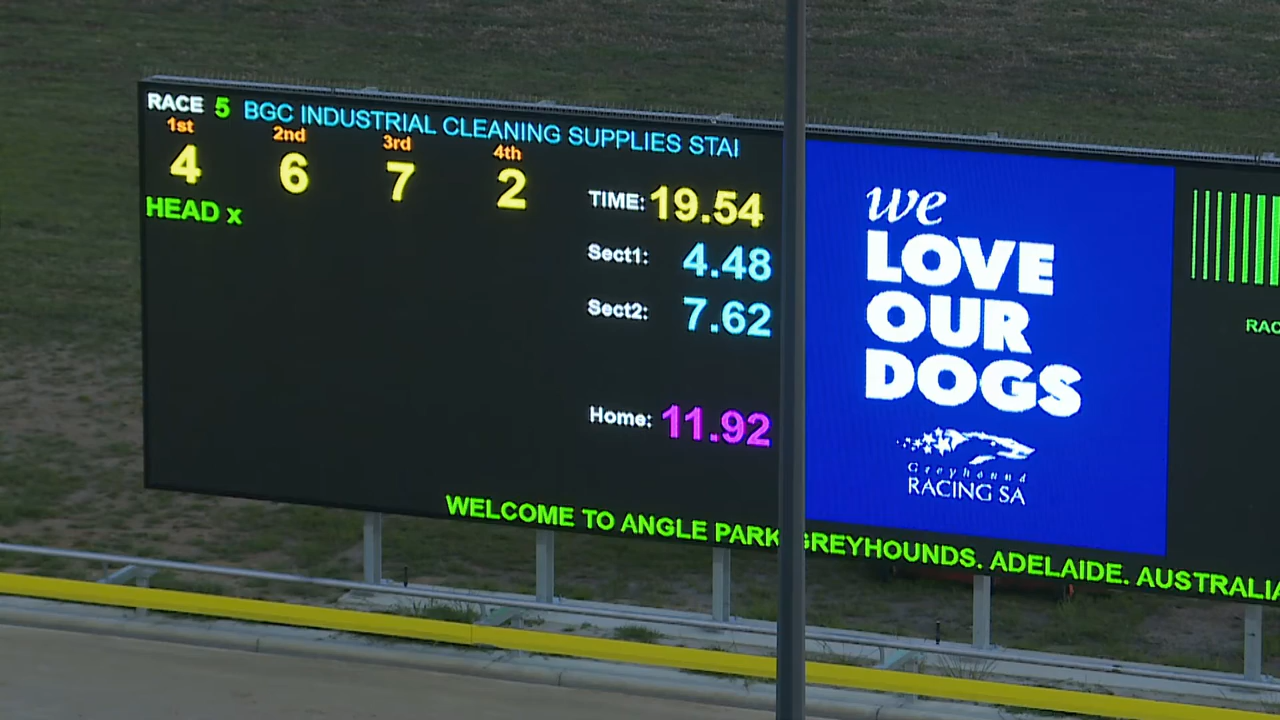 RACE 5 BGC INDUSTRIAL CLEANING SUPPLIES STAI
1st 2nd 3rd 4th
4 6 7 2
HEAD x
TIME: 19.54
Sect1: 4.48
Sect2: 7.62
Home: 11.92
we
LOVE
OUR
DOGS
Greyhound
RACING SA
RAC
WELCOME TO ANGLE PARK GREYHOUNDS. ADELAIDE. AUSTRALIA